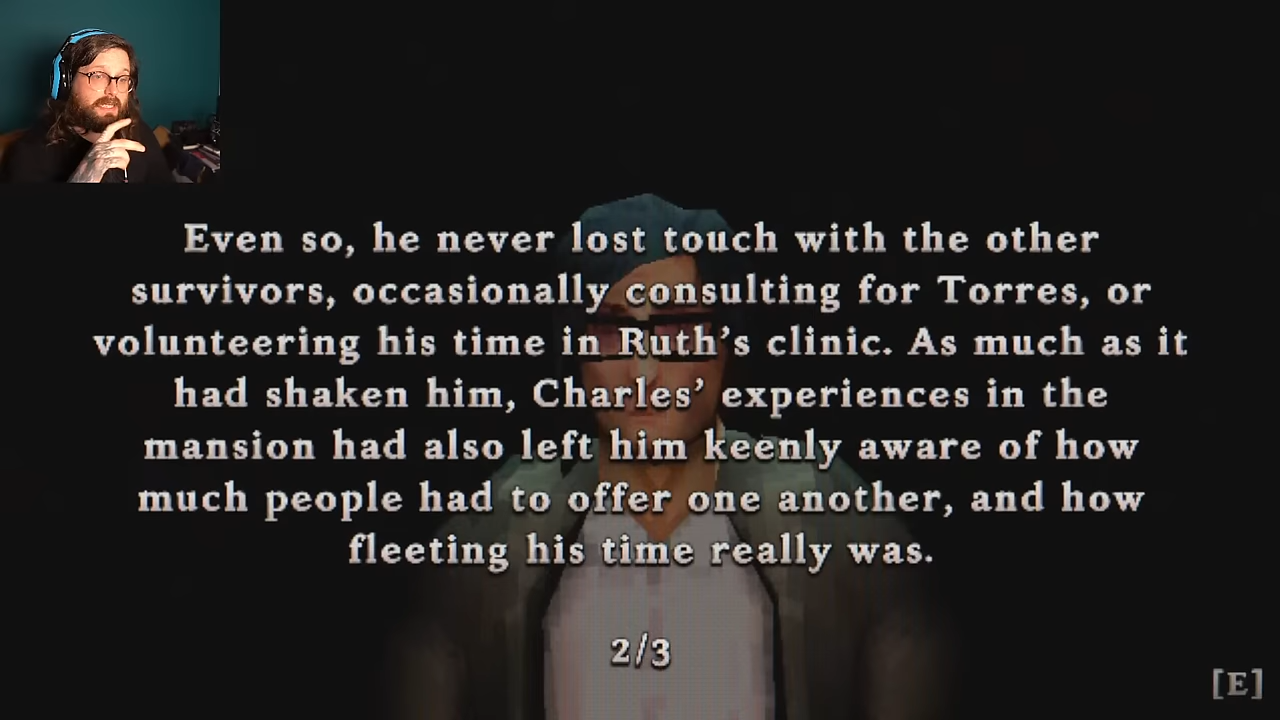 Even so, he never lost touch with the other
survivors, occasionally consulting for Torres, or
volunteering his time in Ruth’s clinic. As much as it
had shaken him, Charles’ experiences in the
mansion had also left him keenly aware of how
much people had to offer one another, and how
fleeting his time really was.
2/3
[E]